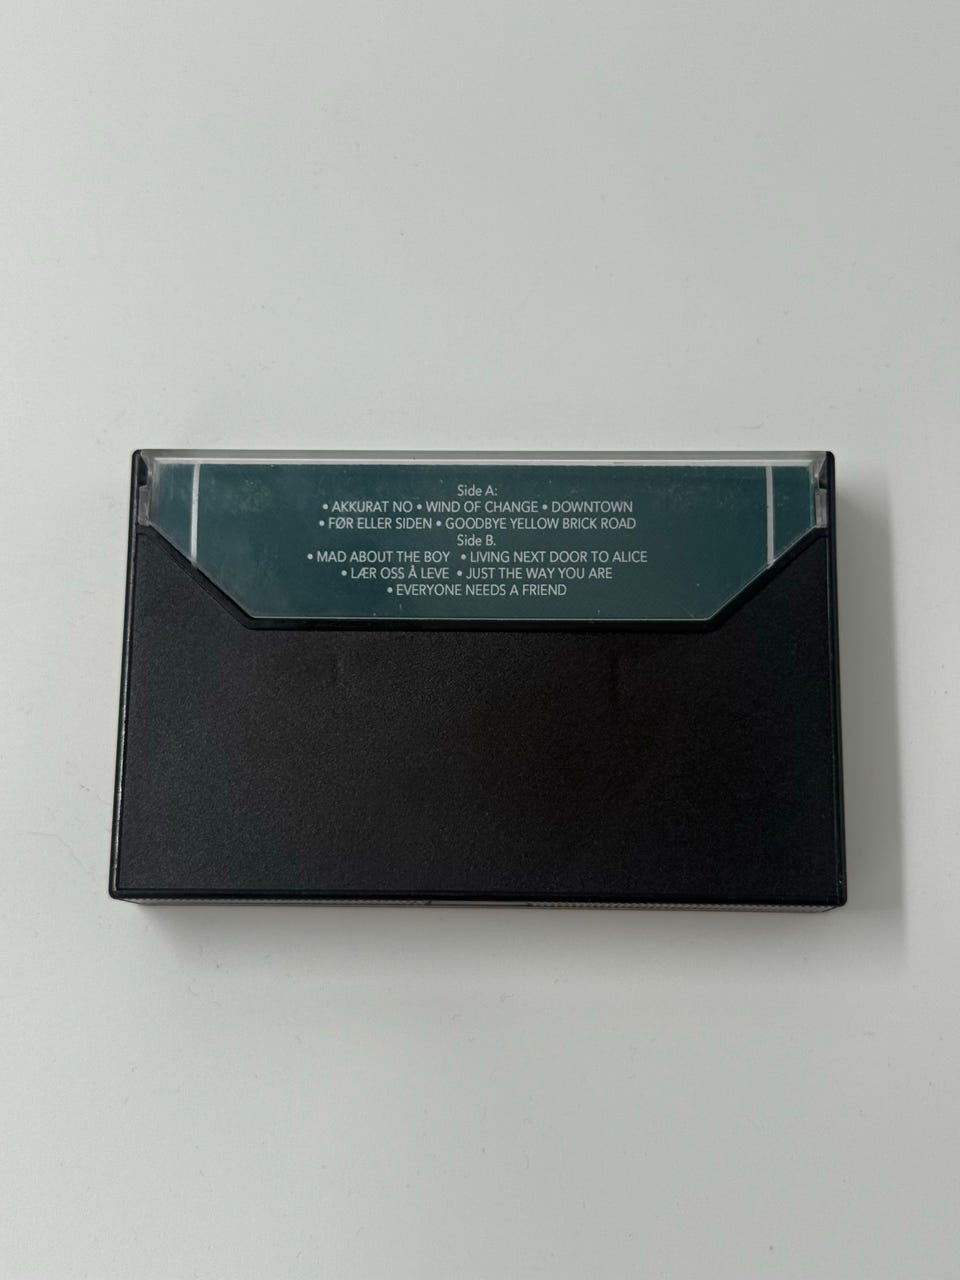 Side A:
• AKKURAT NO • WIND OF CHANGE • DOWNTOWN
• FØR ELLER SIDEN • GOODBYE YELLOW BRICK ROAD
Side B.
• MAD ABOUT THE BOY • LIVING NEXT DOOR TO ALICE
• LÆR OSS Å LEVE • JUST THE WAY YOU ARE
• EVERYONE NEEDS A FRIEND